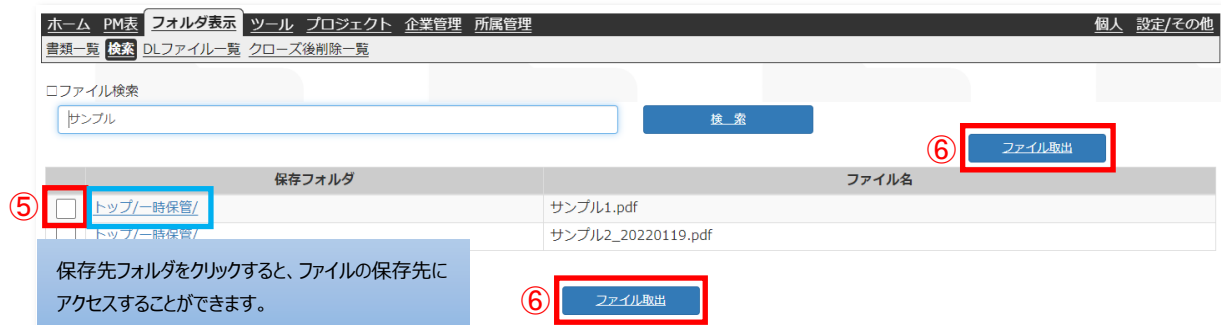 ホーム PM表 フォルダ表示 ツール プロジェクト 企業管理 所属管理 個人 設定/その他
書類一覧 検索 DLファイル一覧 クローズ後削除一覧
□ファイル検索
サンプル 検 索
⑥ ファイル取出
保存フォルダ ファイル名
⑤ トップ/一時保管/ サンプル1.pdf
トップ/一時保管/ サンプル2_20220119.pdf
保存先フォルダをクリックすると、ファイルの保存先に
アクセスすることができます。
⑥ ファイル取出